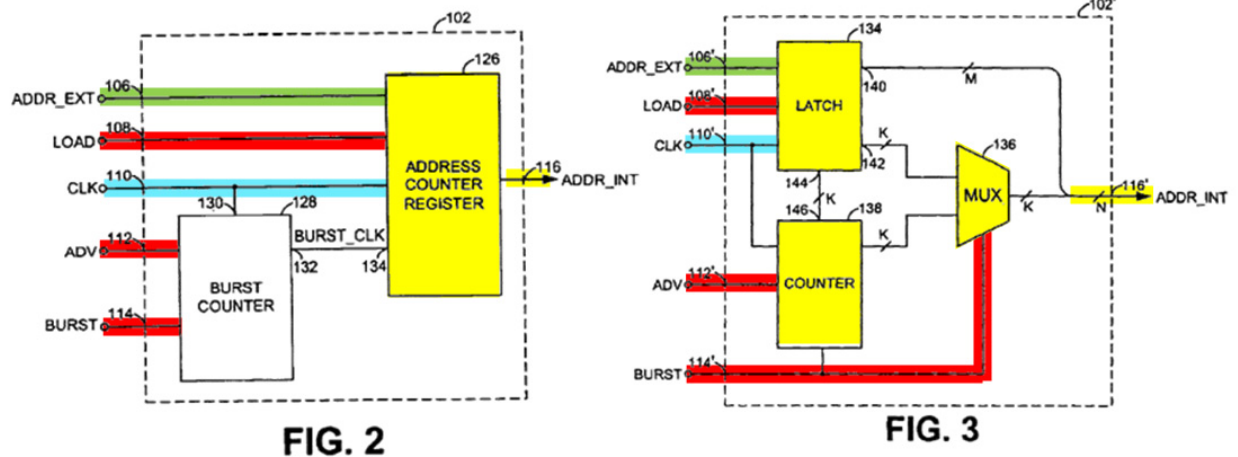 102
126
106
ADDR_EXT
108
LOAD
110
CLK
ADDRESS
COUNTER
REGISTER
116
ADDR_INT
130
128
BURST_CLK
112
ADV
132
134
BURST
COUNTER
114
BURST
FIG. 2
102'
134
106'
ADDR_EXT
140
M
108'
LOAD
LATCH
110'
CLK
K
142
136
144
K
MUX
K
116'
N
ADDR_INT
146
138
K
112'
ADV
COUNTER
114'
BURST
FIG. 3